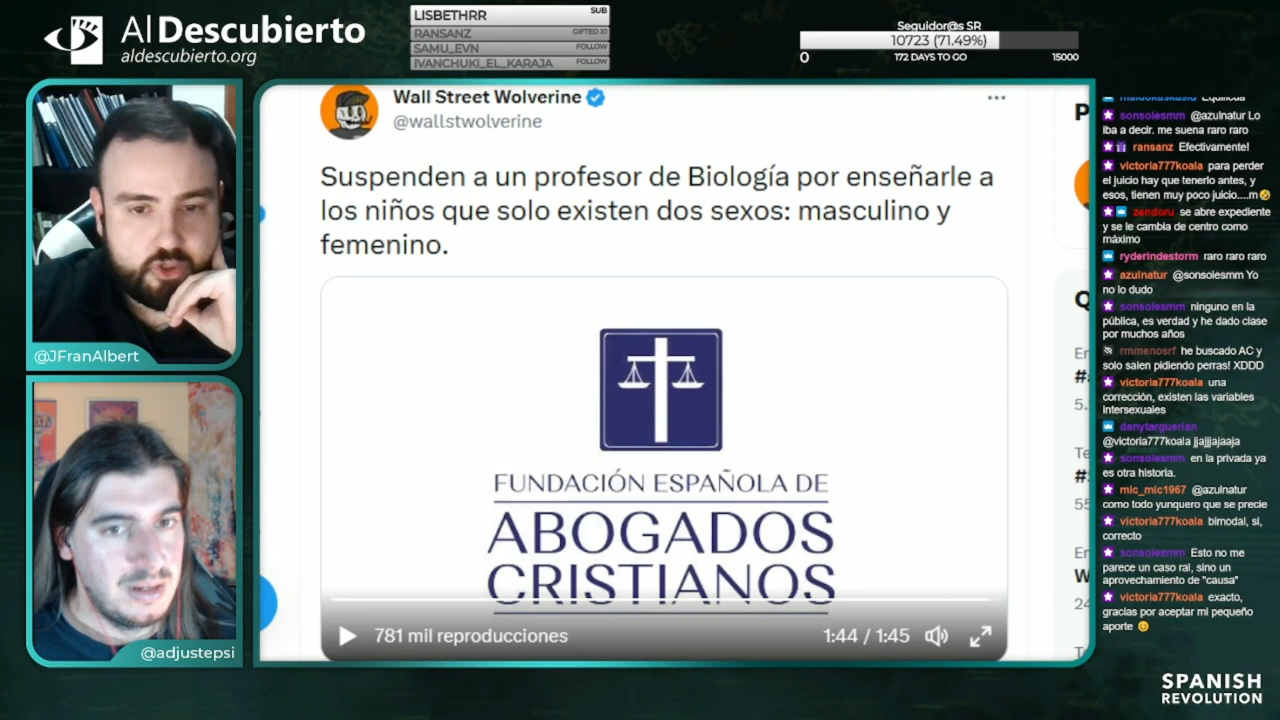 Al Descubierto
aldescubierto.org
LISBETHRR SUB
RANSANZ GIFTED X1
SAMU_EVN FOLLOW
IVANCHUKI_EL_KARAJA FOLLOW
Seguidor@s SR
10723 (71.49%)
0 172 DAYS TO GO 15000
@JFranAlbert
@adjustepsi
Wall Street Wolverine
@wallstwolverine
Suspenden a un profesor de Biología por enseñarle a
los niños que solo existen dos sexos: masculino y
femenino.
FUNDACIÓN ESPAÑOLA DE
ABOGADOS
CRISTIANOS
781 mil reproducciones 1:44 / 1:45
P
Q
En
#
5.
Te
#
55
En
W
24
sonsolesmm @azulnatur Lo
iba a decir. me suena raro raro
ransanz Efectivamente!
victoria777koala para perder
el juicio hay que tenerlo antes, y
esos, tienen muy poco juicio....m🤣
zendoru se abre expediente
y se le cambia de centro como
máximo
ryderindestorm raro raro raro
azulnatur @sonsolesmm Yo
no lo dudo
sonsolesmm ninguno en la
pública, es verdad y he dado clase
por muchos años
rmmenosrf he buscado AC y
solo salen pidiendo perras! XDDD
victoria777koala una
corrección, existen las variables
intersexuales
danytarguerian
@victoria777koala jjajjjajaaja
sonsolesmm en la privada ya
es otra historia.
mic_mic1967 @azulnatur
como todo yunquero que se precie
victoria777koala bimodal, si,
correcto
sonsolesmm Esto no me
parece un caso ral, sino un
aprovechamiento de "causa"
victoria777koala exacto,
gracias por aceptar mi pequeño
aporte 😊
SPANISH
REVOLUTION